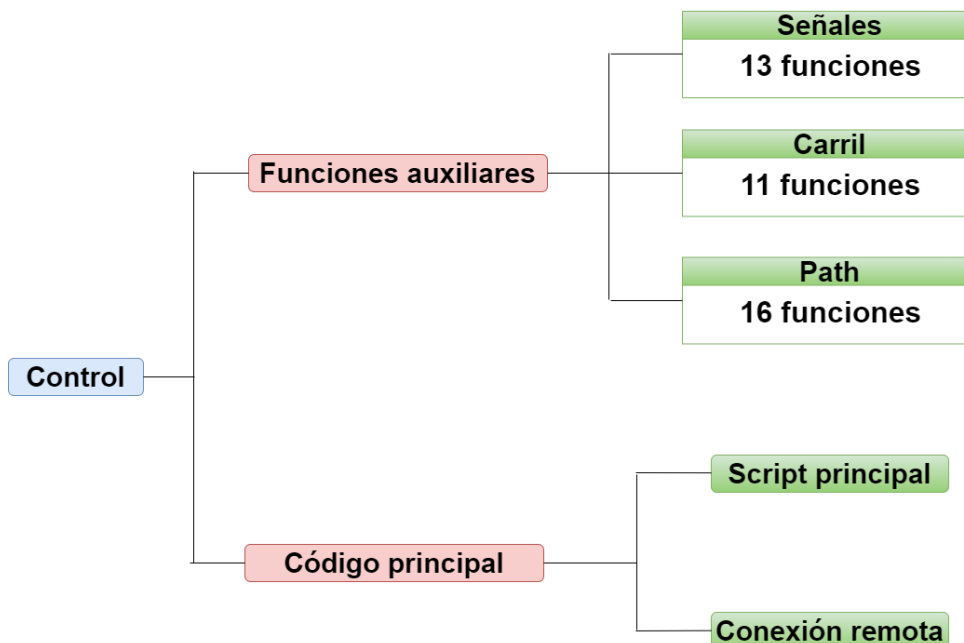 Señales
13 funciones
Carril
11 funciones
Funciones auxiliares
Path
16 funciones
Control
Script principal
Código principal
Conexión remota